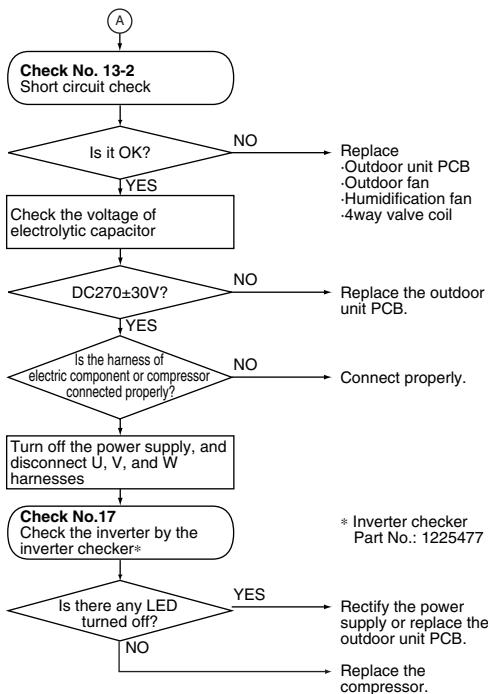 A
Check No. 13-2
Short circuit check
Is it OK?
NO
Replace
·Outdoor unit PCB
·Outdoor fan
·Humidification fan
·4way valve coil
YES
Check the voltage of
electrolytic capacitor
DC270±30V?
NO
Replace the outdoor
unit PCB.
YES
Is the harness of
electric component or compressor
connected properly?
NO
Connect properly.
YES
Turn off the power supply, and
disconnect U, V, and W
harnesses
Check No.17
Check the inverter by the
inverter checker*
* Inverter checker
Part No.: 1225477
Is there any LED
turned off?
YES
Rectify the power
supply or replace the
outdoor unit PCB.
NO
Replace the
compressor.